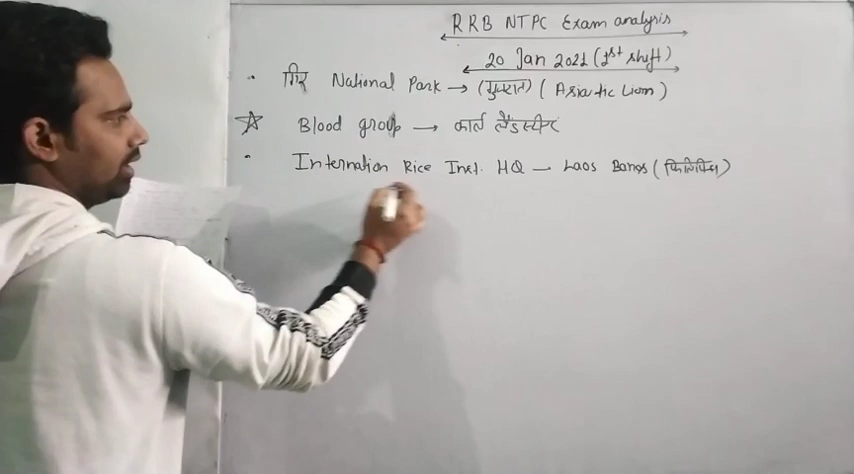 RRB NTPC Exam analysis
20 Jan 2021 (1st shift)
• गिर National Park → (गुजरात) (Asiatic Lion)
☆ Blood group → कार्ल लैंडस्टीनर
• Internation Rice Inst. HQ - Laos Banos (फिलिपिंस)